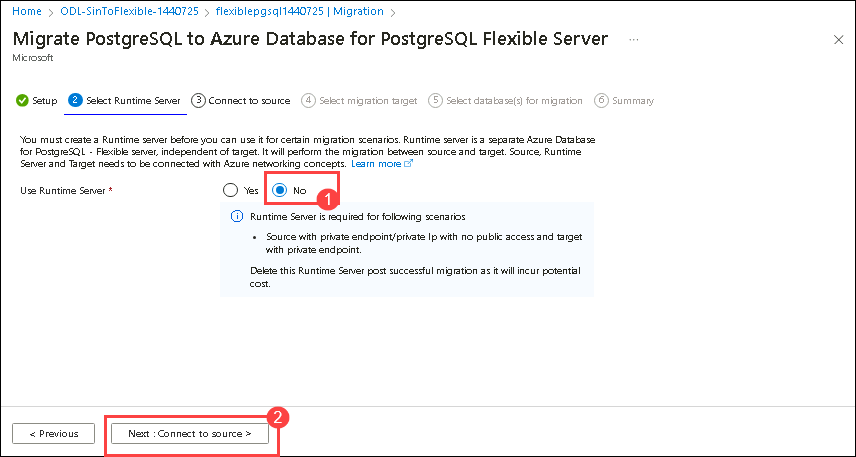 Home > ODL-SinToFlexible-1440725 > flexiblepgsql1440725 | Migration >
Migrate PostgreSQL to Azure Database for PostgreSQL Flexible Server ...
Microsoft
Setup 2 Select Runtime Server 3 Connect to source 4 Select migration target 5 Select database(s) for migration 6 Summary
You must create a Runtime server before you can use it for certain migration scenarios. Runtime server is a separate Azure Database
for PostgreSQL - Flexible server, independent of target. It will perform the migration between source and target. Source, Runtime
Server and Target needs to be connected with Azure networking concepts. Learn more
Use Runtime Server * Yes No
1
Runtime Server is required for following scenarios
• Source with private endpoint/private Ip with no public access and target
with private endpoint.
Delete this Runtime Server post successful migration as it will incur potential
cost.
2
< Previous Next : Connect to source >